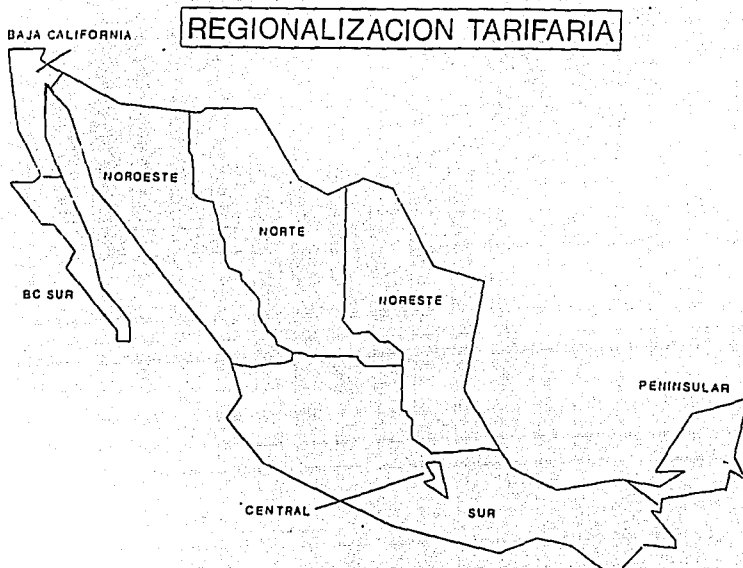 REGIONALIZACION TARIFARIA
BAJA CALIFORNIA
NOROESTE
NORTE
BC SUR
NORESTE
PENINSULAR
CENTRAL
SUR